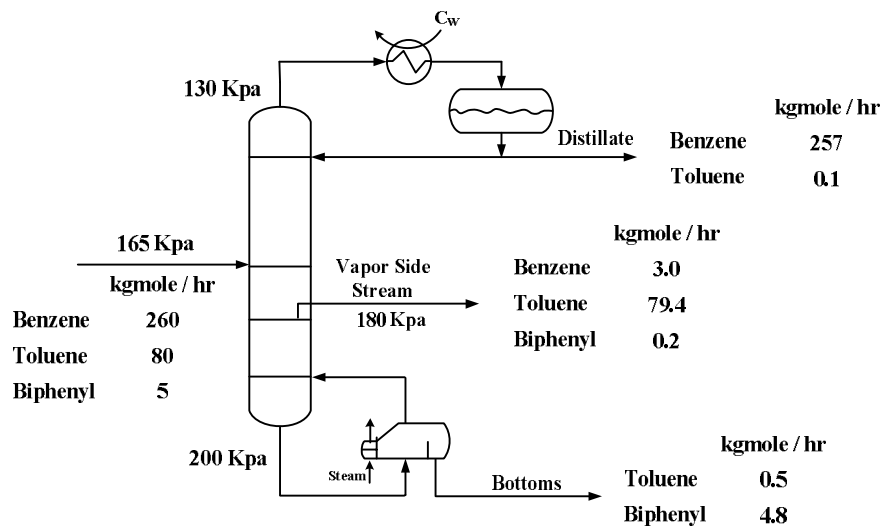 C_W
130 Kpa
kgmole / hr
Distillate
Benzene 257
Toluene 0.1
165 Kpa
kgmole / hr
Benzene 260
Toluene 80
Biphenyl 5
Vapor Side
Stream
180 Kpa
kgmole / hr
Benzene 3.0
Toluene 79.4
Biphenyl 0.2
200 Kpa
Steam
Bottoms
kgmole / hr
Toluene 0.5
Biphenyl 4.8